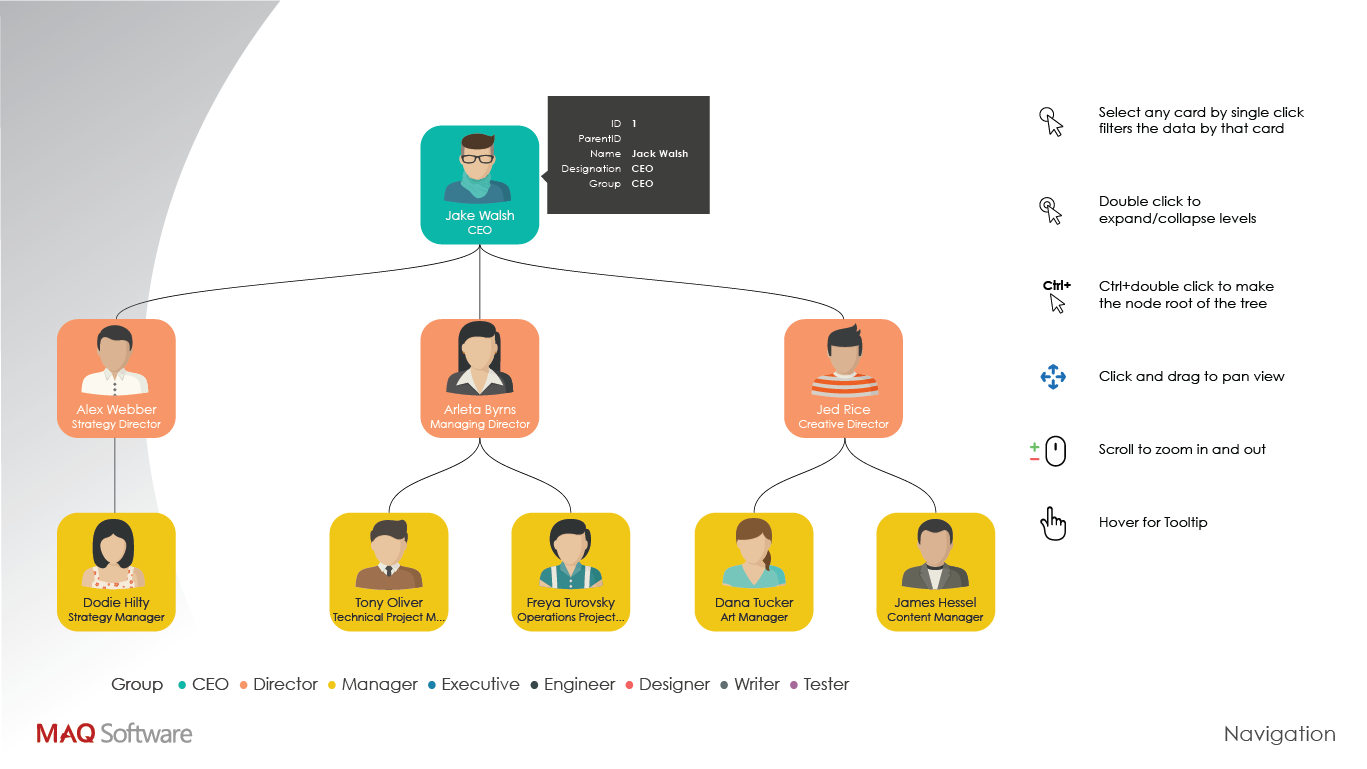 ID 1
ParentID
Name Jack Walsh
Designation CEO
Group CEO
Jake Walsh
CEO
Select any card by single click
filters the data by that card
Double click to
expand/collapse levels
Ctrl+
Ctrl+double click to make
the node root of the tree
Click and drag to pan view
Scroll to zoom in and out
Hover for Tooltip
Alex Webber
Strategy Director
Arleta Byrns
Managing Director
Jed Rice
Creative Director
Dodie Hilty
Strategy Manager
Tony Oliver
Technical Project M...
Freya Turovsky
Operations Project...
Dana Tucker
Art Manager
James Hessel
Content Manager
Group CEO Director Manager Executive Engineer Designer Writer Tester
MAQ Software
Navigation